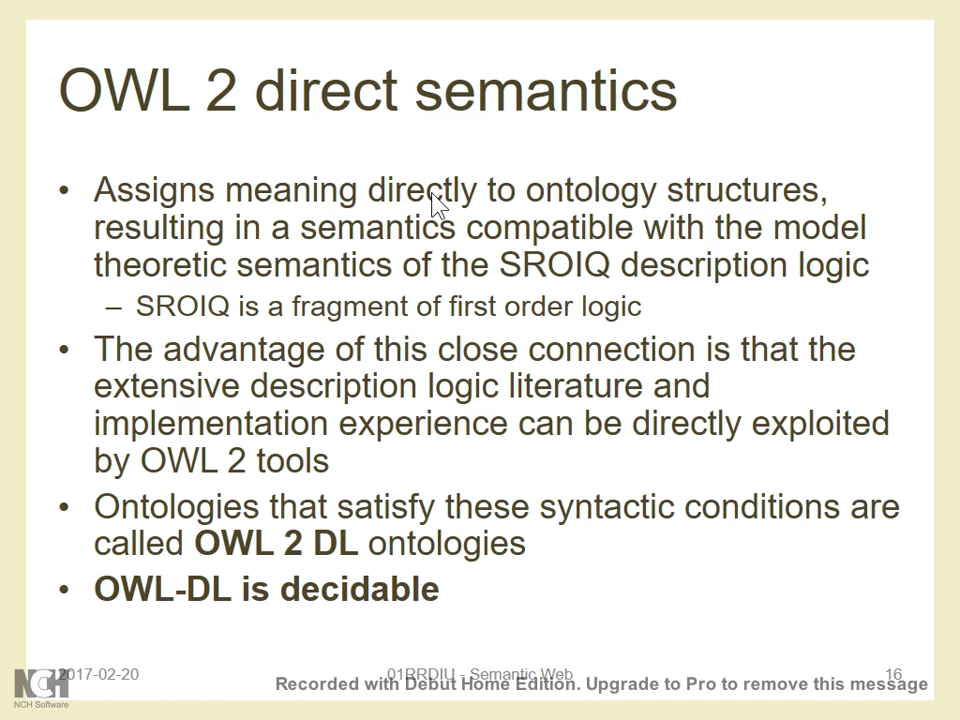 OWL 2 direct semantics
• Assigns meaning directly to ontology structures,
resulting in a semantics compatible with the model
theoretic semantics of the SROIQ description logic
– SROIQ is a fragment of first order logic
• The advantage of this close connection is that the
extensive description logic literature and
implementation experience can be directly exploited
by OWL 2 tools
• Ontologies that satisfy these syntactic conditions are
called OWL 2 DL ontologies
• OWL-DL is decidable
2017-02-20 01RRDIU - Semantic Web 16
NCH
NCH Software
Recorded with Debut Home Edition. Upgrade to Pro to remove this message